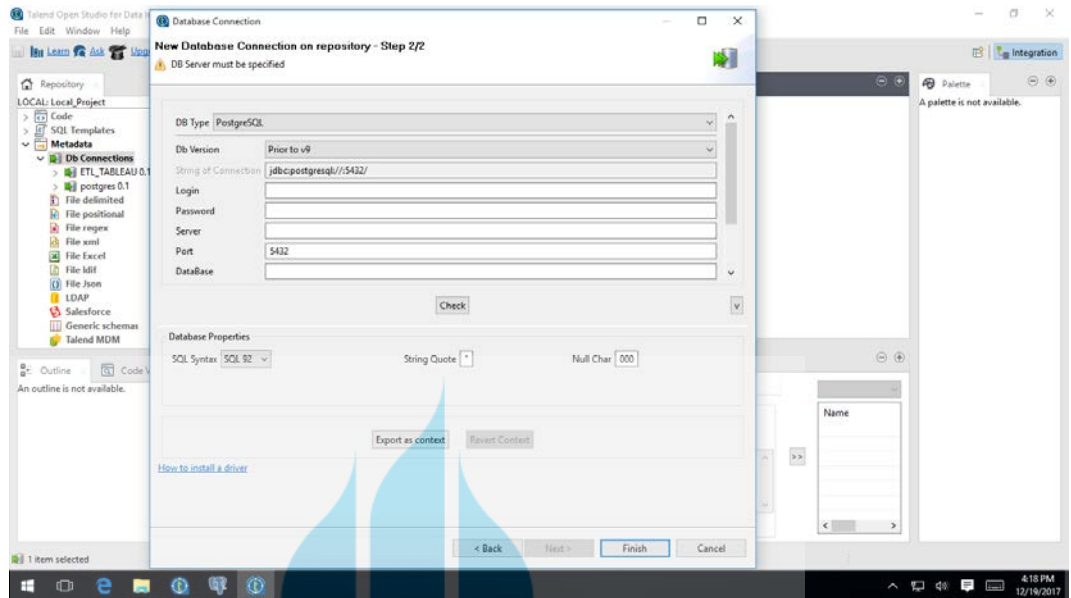 Talend Open Studio for Data I
File Edit Window Help
Learn Ask Upg
Integration
Repository
LOCAL: Local_Project
Code
SQL Templates
Metadata
Db Connections
ETL_TABLEAU 0.1
postgres 0.1
File delimited
File positional
File regex
File xml
File Excel
File ldif
File Json
LDAP
Salesforce
Generic schemas
Talend MDM
Outline Code V
An outline is not available.
1 item selected
Database Connection
New Database Connection on repository - Step 2/2
DB Server must be specified
DB Type PostgreSQL
Db Version Prior to v9
String of Connection jdbc:postgresql://:5432/
Login
Password
Server
Port 5432
DataBase
Check
v
Database Properties
SQL Syntax SQL 92 String Quote " Null Char 000
Export as context Revert Context
How to install a driver
< Back Next > Finish Cancel
Palette
A palette is not available.
>>
Name
4:18 PM
12/19/2017